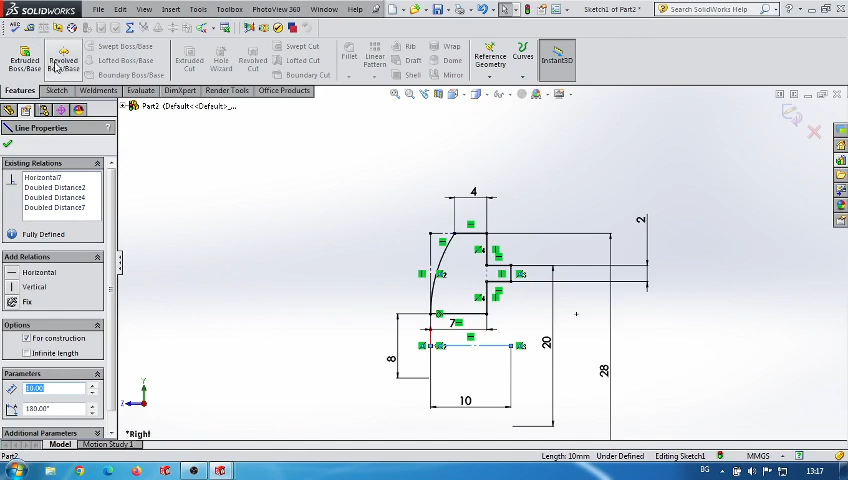 SOLIDWORKS File Edit View Insert Tools PhotoView 360 Window Help Sketch1 of Part2 * Search SolidWorks Help
Extruded Boss/Base
Revolved Boss/Base
Swept Boss/Base
Lofted Boss/Base
Boundary Boss/Base
Extruded Cut
Hole Wizard
Revolved Cut
Swept Cut
Lofted Cut
Boundary Cut
Fillet
Linear Pattern
Rib
Draft
Shell
Wrap
Dome
Mirror
Reference Geometry
Curves
Instant3D
Features Sketch Weldments Evaluate DimXpert Render Tools Office Products
Part2 (Default<<Default>_...
Line Properties
Existing Relations
Horizontal7
Doubled Distance2
Doubled Distance4
Doubled Distance7
Fully Defined
Add Relations
Horizontal
Vertical
Fix
Options
For construction
Infinite length
Parameters
10.00
180.00°
Additional Parameters
4
2
7
8
20
28
10
Y
Z
*Right
Model Motion Study 1
Part2 Length: 10mm Under Defined Editing Sketch1 MMGS
BG 13:17